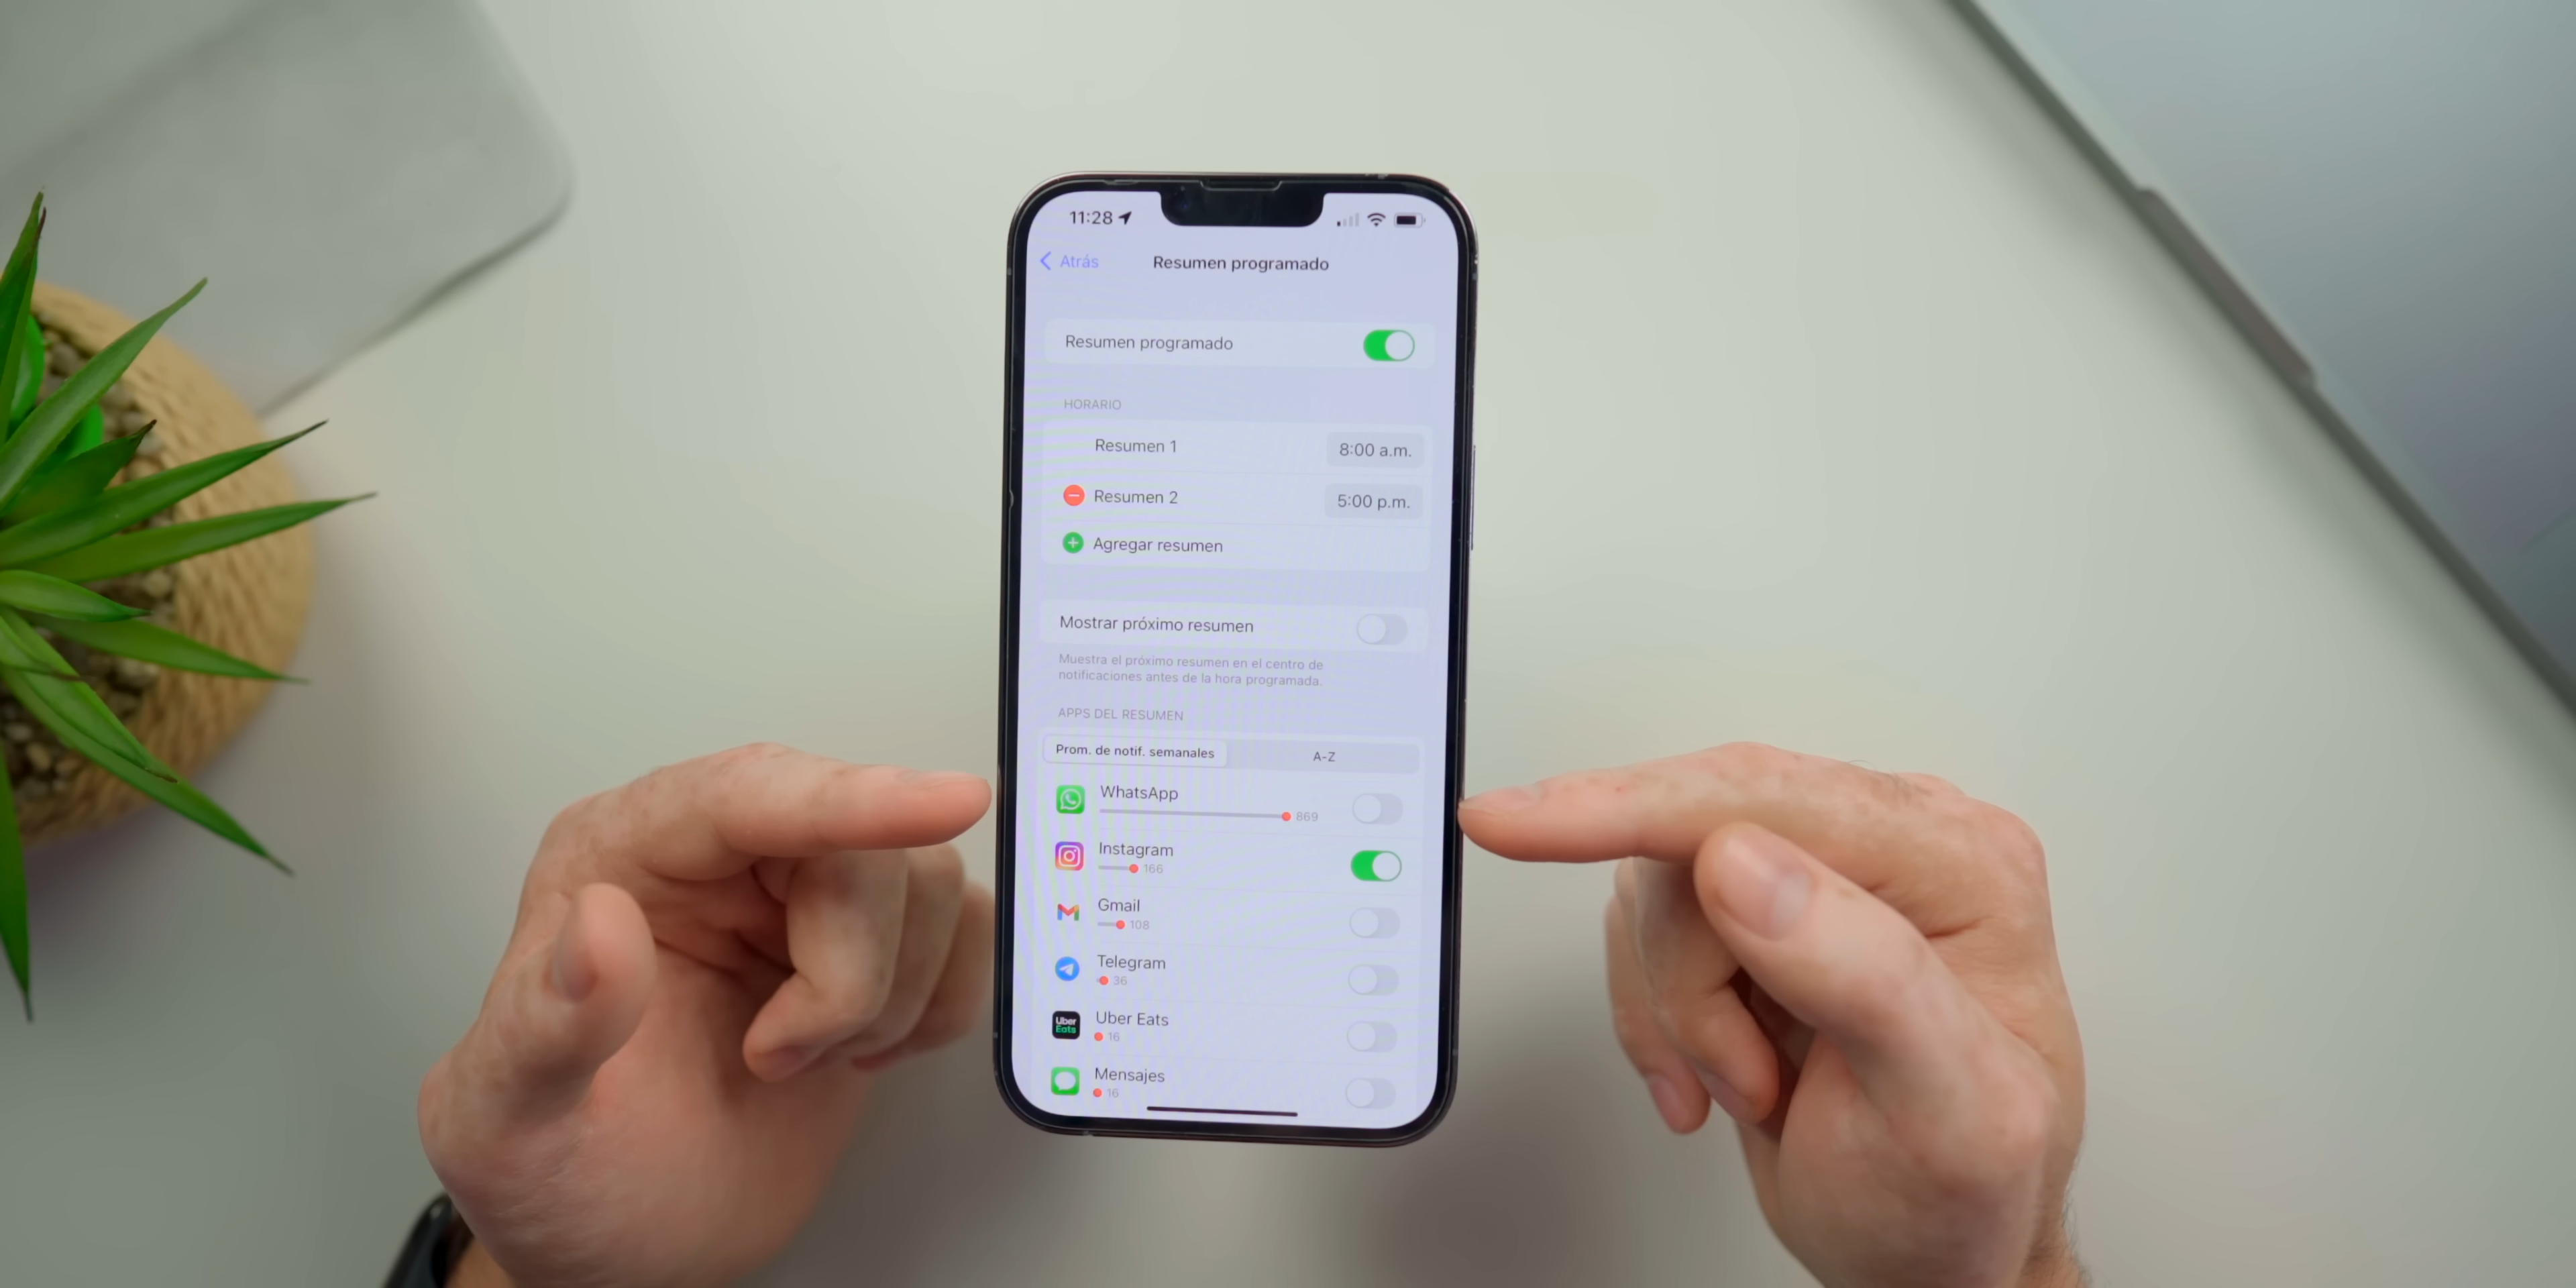 11:28
Atrás
Resumen programado
Resumen programado
HORARIO
Resumen 1
8:00 a.m.
Resumen 2
5:00 p.m.
Agregar resumen
Mostrar próximo resumen
Muestra el próximo resumen en el centro de
notificaciones antes de la hora programada.
APPS DEL RESUMEN
Prom. de notif. semanales
A-Z
WhatsApp
869
Instagram
166
Gmail
108
Telegram
36
Uber
Eats
Uber Eats
16
Mensajes
16